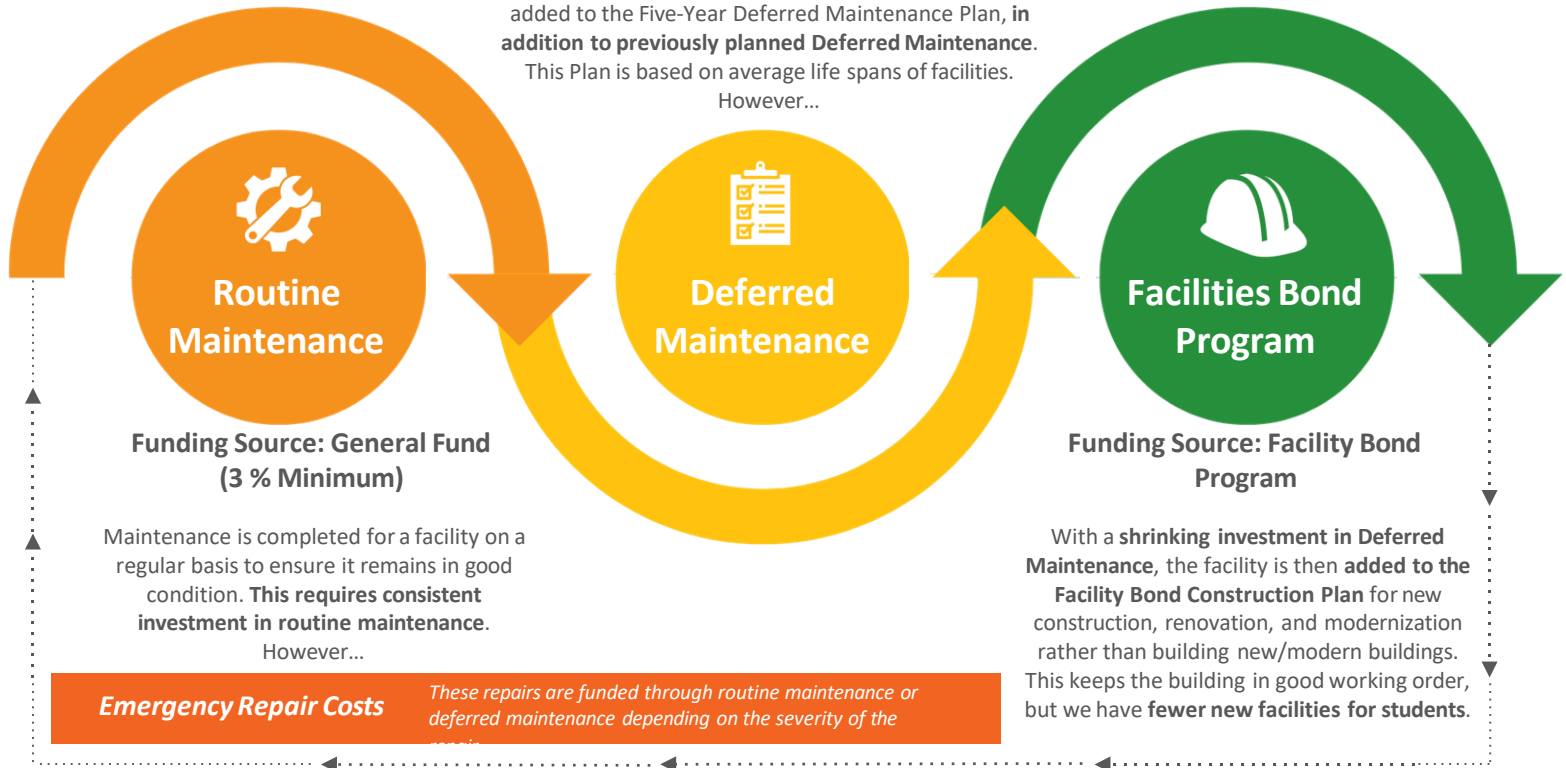 added to the Five-Year Deferred Maintenance Plan, in
addition to previously planned Deferred Maintenance.
This Plan is based on average life spans of facilities.
However...
Routine
Maintenance
Deferred
Maintenance
Facilities Bond
Program
Funding Source: General Fund
(3 % Minimum)
Maintenance is completed for a facility on a
regular basis to ensure it remains in good
condition. This requires consistent
investment in routine maintenance.
However...
Funding Source: Facility Bond
Program
With a shrinking investment in Deferred
Maintenance, the facility is then added to the
Facility Bond Construction Plan for new
construction, renovation, and modernization
rather than building new/modern buildings.
This keeps the building in good working order,
but we have fewer new facilities for students.
Emergency Repair Costs
These repairs are funded through routine maintenance or
deferred maintenance depending on the severity of the